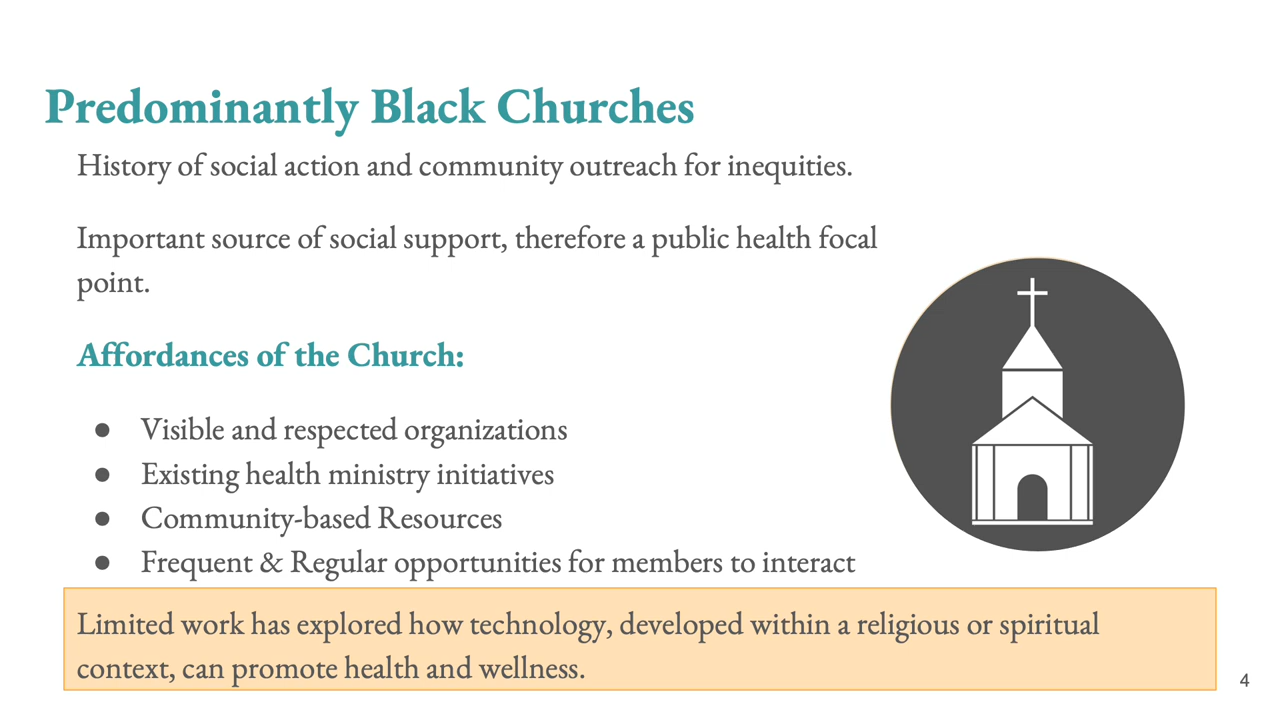 Predominantly Black Churches
History of social action and community outreach for inequities.
Important source of social support, therefore a public health focal
point.
Affordances of the Church:
● Visible and respected organizations
● Existing health ministry initiatives
● Community-based Resources
● Frequent & Regular opportunities for members to interact
Limited work has explored how technology, developed within a religious or spiritual
context, can promote health and wellness.
4